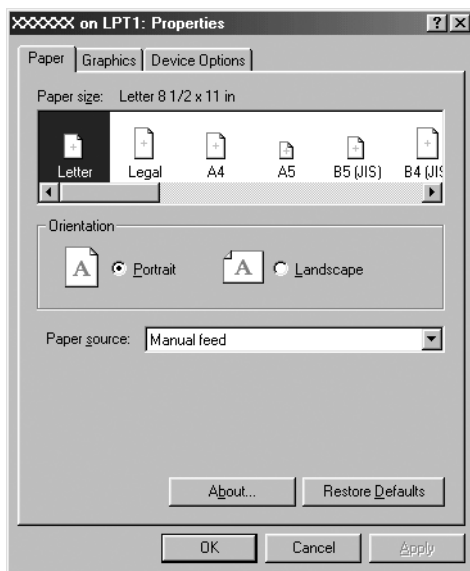 XXXXXX on LPT1: Properties
Paper Graphics Device Options
Paper size: Letter 8 1/2 x 11 in
Letter Legal A4 A5 B5 (JIS) B4 (JIS
Orientation
A Portrait A Landscape
Paper source: Manual feed
About... Restore Defaults
OK Cancel Apply